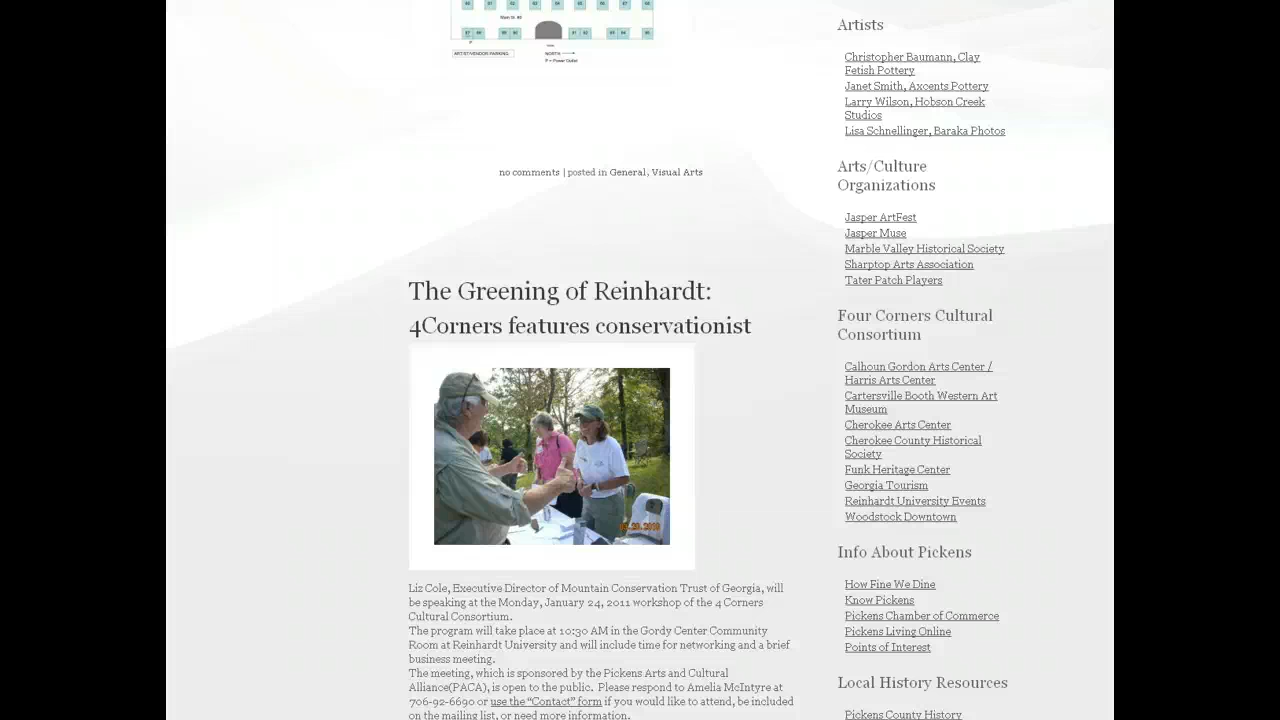 Main St. #8
ARTIST/VENDOR PARKING
NORTH
P = Power Outlet
no comments | posted in General, Visual Arts
The Greening of Reinhardt:
4Corners features conservationist
Liz Cole, Executive Director of Mountain Conservation Trust of Georgia, will
be speaking at the Monday, January 24, 2011 workshop of the 4 Corners
Cultural Consortium.
The program will take place at 10:30 AM in the Gordy Center Community
Room at Reinhardt University and will include time for networking and a brief
business meeting.
The meeting, which is sponsored by the Pickens Arts and Cultural
Alliance(PACA), is open to the public.  Please respond to Amelia McIntyre at
706-92-6690 or use the “Contact” form if you would like to attend, be included
on the mailing list, or need more information.
Artists
Christopher Baumann, Clay
Fetish Pottery
Janet Smith, Axcents Pottery
Larry Wilson, Hobson Creek
Studios
Lisa Schnellinger, Baraka Photos
Arts/Culture
Organizations
Jasper ArtFest
Jasper Muse
Marble Valley Historical Society
Sharptop Arts Association
Tater Patch Players
Four Corners Cultural
Consortium
Calhoun Gordon Arts Center /
Harris Arts Center
Cartersville Booth Western Art
Museum
Cherokee Arts Center
Cherokee County Historical
Society
Funk Heritage Center
Georgia Tourism
Reinhardt University Events
Woodstock Downtown
Info About Pickens
How Fine We Dine
Know Pickens
Pickens Chamber of Commerce
Pickens Living Online
Points of Interest
Local History Resources
Pickens County History